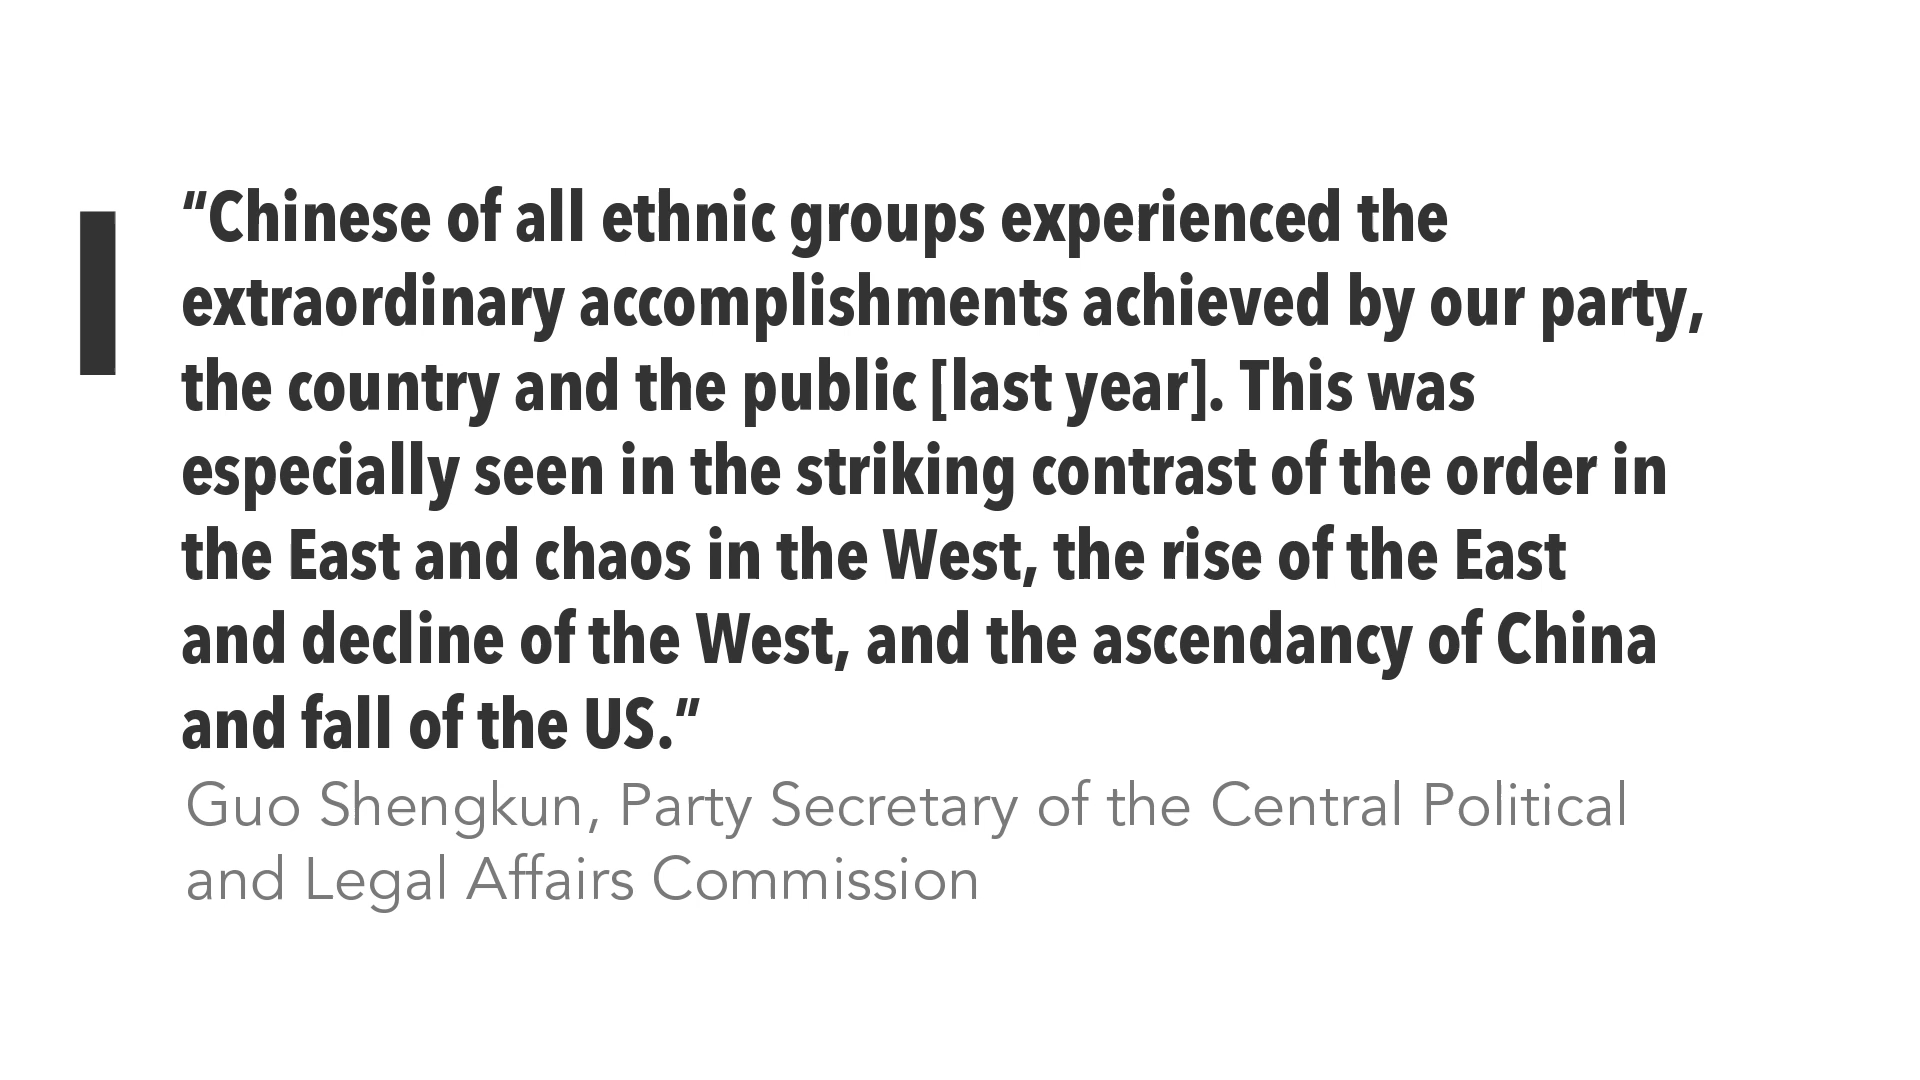 “Chinese of all ethnic groups experienced the
extraordinary accomplishments achieved by our party,
the country and the public [last year]. This was
especially seen in the striking contrast of the order in
the East and chaos in the West, the rise of the East
and decline of the West, and the ascendancy of China
and fall of the US.”
Guo Shengkun, Party Secretary of the Central Political
and Legal Affairs Commission